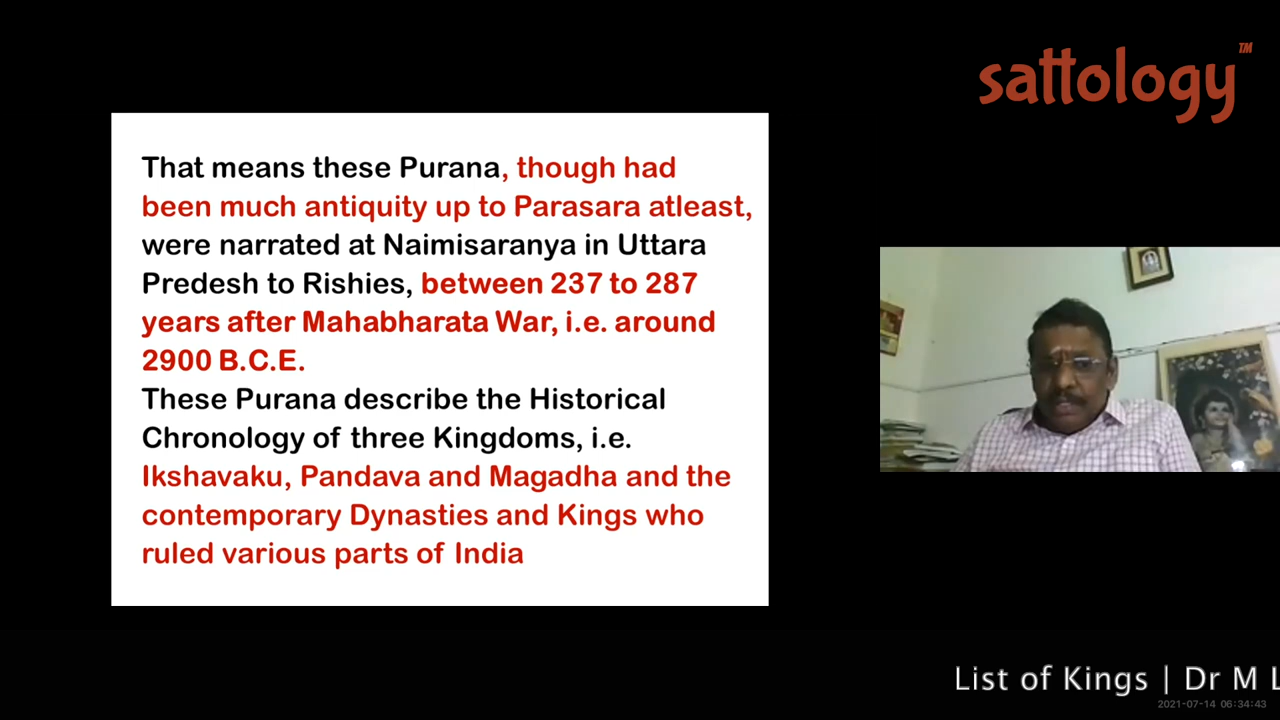 sattology™
That means these Purana, though had
been much antiquity up to Parasara atleast,
were narrated at Naimisaranya in Uttara
Predesh to Rishies, between 237 to 287
years after Mahabharata War, i.e. around
2900 B.C.E.
These Purana describe the Historical
Chronology of three Kingdoms, i.e.
Ikshavaku, Pandava and Magadha and the
contemporary Dynasties and Kings who
ruled various parts of India
List of Kings | Dr M L
2021-07-14 06:34:43